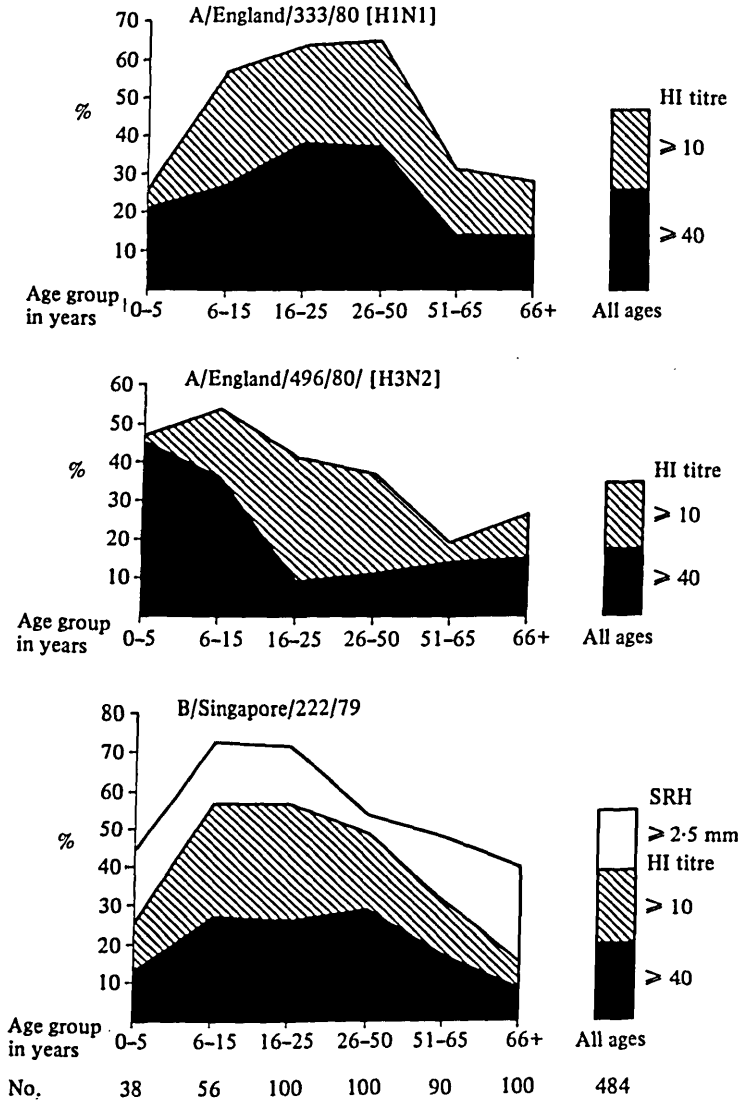 A/England/333/80 [H1N1]
70
60
50
%
40
30
20
10
HI titre
⩾ 10
⩾ 40
Age group
in years
0–5 6–15 16–25 26–50 51–65 66+
All ages
A/England/496/80/ [H3N2]
60
50
%
40
30
20
10
HI titre
⩾ 10
⩾ 40
Age group
in years
0–5 6–15 16–25 26–50 51–65 66+
All ages
B/Singapore/222/79
80
70
60
%
50
40
30
20
10
SRH
⩾ 2·5 mm
HI titre
⩾ 10
⩾ 40
Age group
in years
0–5 6–15 16–25 26–50 51–65 66+
All ages
No. 38 56 100 100 90 100 484